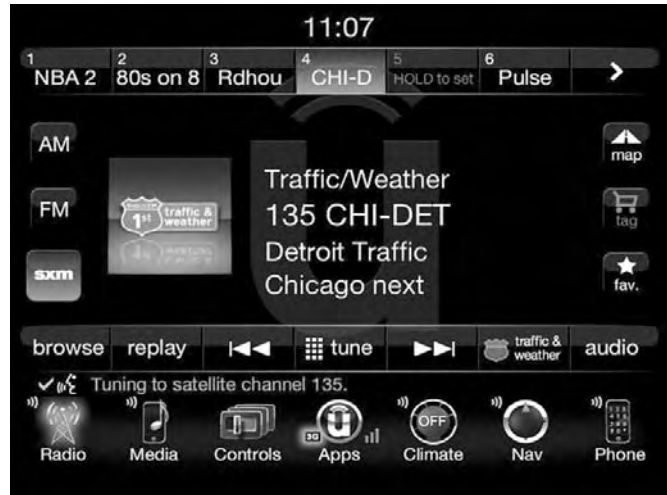 11:07
1 NBA 2
2 80s on 8
3 Rdhou
4 CHI-D
5 HOLD to set
6 Pulse
>
AM
FM
sxm
1st traffic & weather
Traffic/Weather
135 CHI-DET
Detroit Traffic
Chicago next
map
tag
fav.
browse
replay
tune
traffic & weather
audio
Tuning to satellite channel 135.
Radio
Media
Controls
3G
Apps
OFF
Climate
Nav
Phone